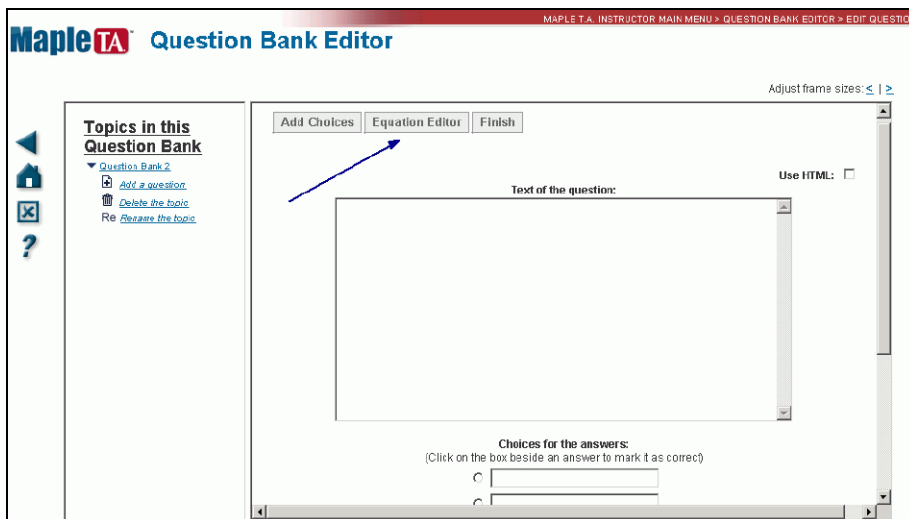 MAPLE T.A. INSTRUCTOR MAIN MENU > QUESTION BANK EDITOR > EDIT QUESTIO
Maple TA Question Bank Editor
Adjust frame sizes: < | >
Topics in this
Question Bank
Question Bank 2
Add a question
Delete the topic
Re Rename the topic
?
Add Choices Equation Editor Finish
Use HTML:
Text of the question:
Choices for the answers:
(Click on the box beside an answer to mark it as correct)